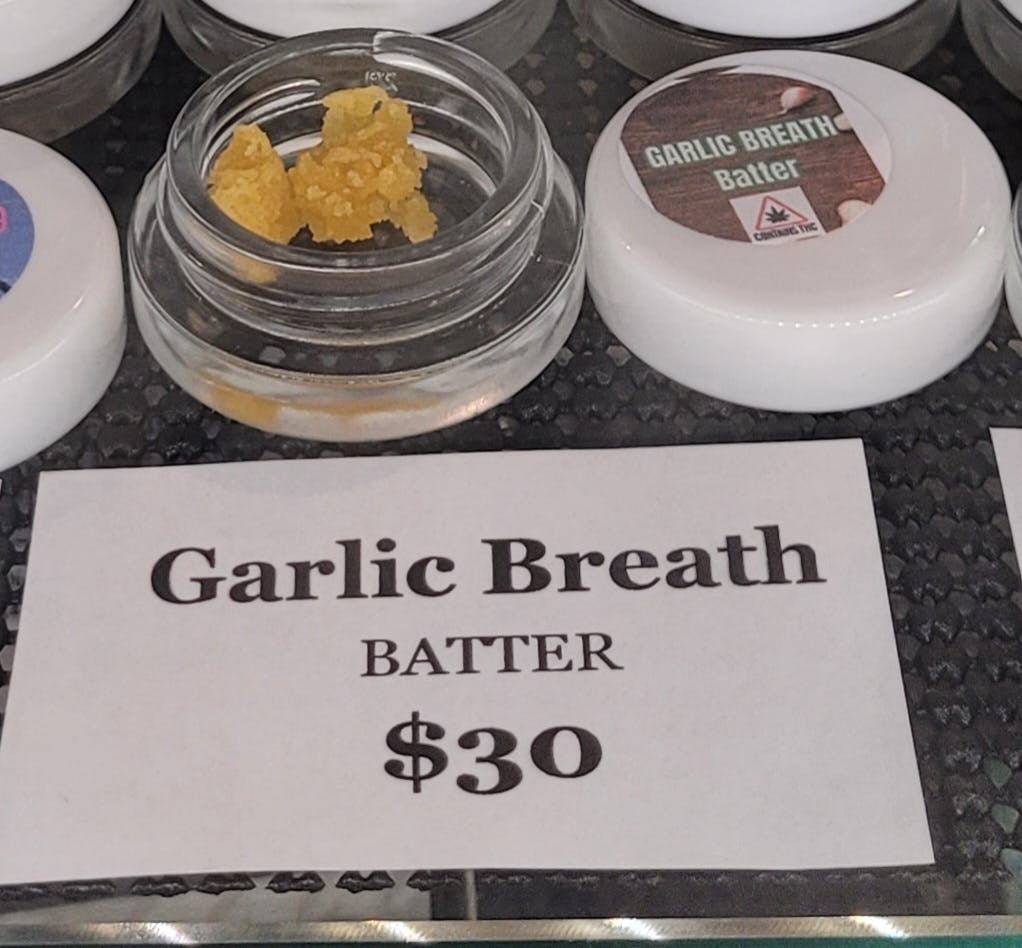 GARLIC BREATH
Batter
CONTAINS THC
Garlic Breath
BATTER
$30